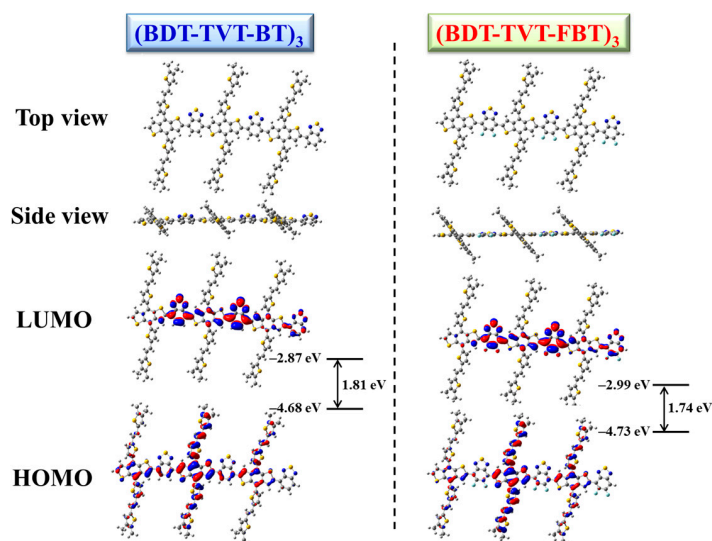 (BDT-TVT-BT)3
(BDT-TVT-FBT)3
Top view
Side view
LUMO
–2.87 eV
1.81 eV
–4.68 eV
–2.99 eV
1.74 eV
–4.73 eV
HOMO